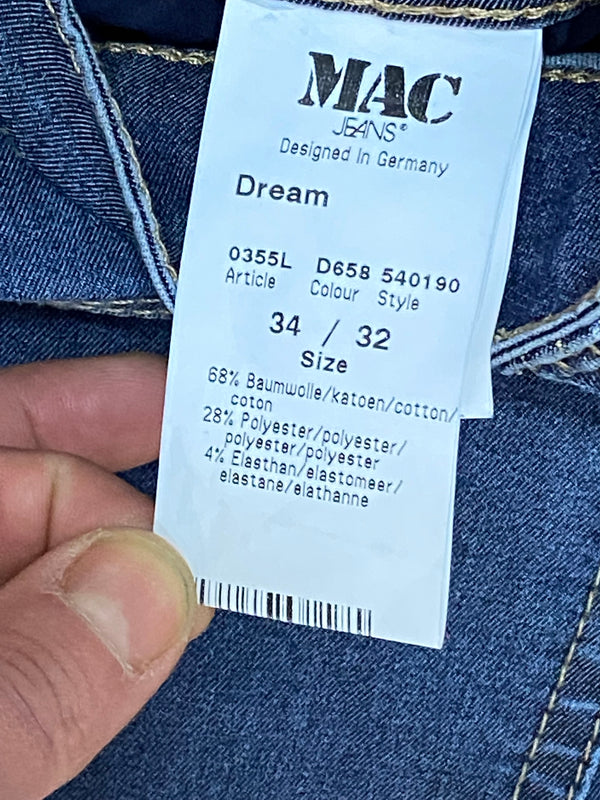 MAC
JEANS®
Designed In Germany
Dream
0355L D658 540190
Article Colour Style
34 / 32
Size
68% Baumwolle/katoen/cotton/
coton
28% Polyester/polyester/
polyester/polyester
4% Elasthan/elastomeer/
elastane/elathanne